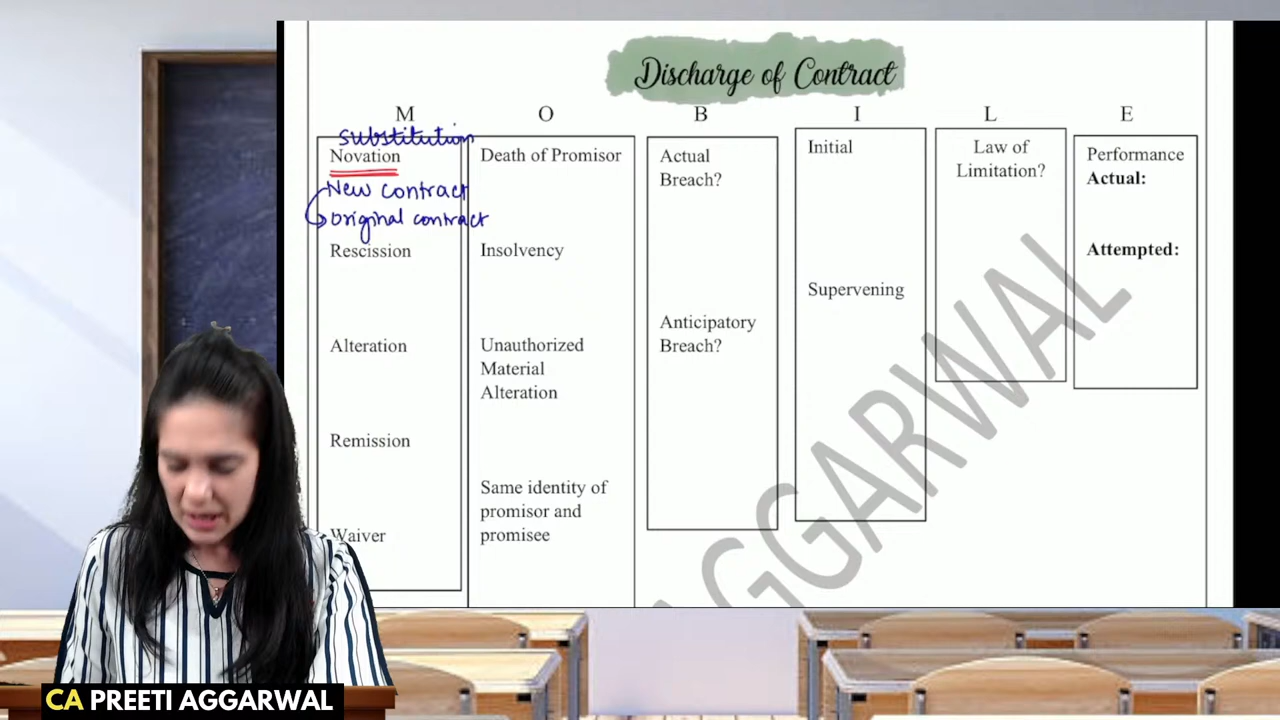 Discharge of Contract
M
O
B
I
L
E
substitution
Novation
New contract
original contract
Rescission
Alteration
Remission
Waiver
Death of Promisor
Insolvency
Unauthorized
Material
Alteration
Same identity of
promisor and
promisee
Actual
Breach?
Anticipatory
Breach?
Initial
Supervening
Law of
Limitation?
Performance
Actual:
Attempted:
AGGARWAL
CA PREETI AGGARWAL